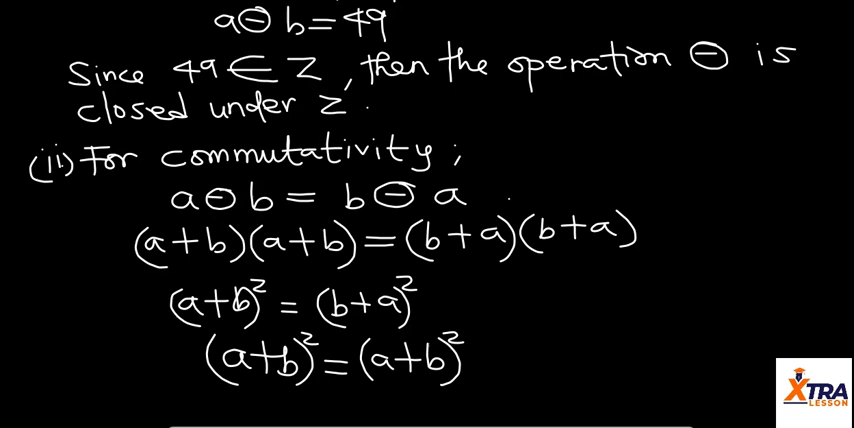 a⊖ b = 49
Since 49 ∈ Z, then the operation ⊖ is
closed under Z.
(ii) For commutativity;
a ⊖ b = b ⊖ a
(a+b)(a+b) = (b+a)(b+a)
(a+b)² = (b+a)²
(a+b)² = (a+b)²
XTRA
LESSON